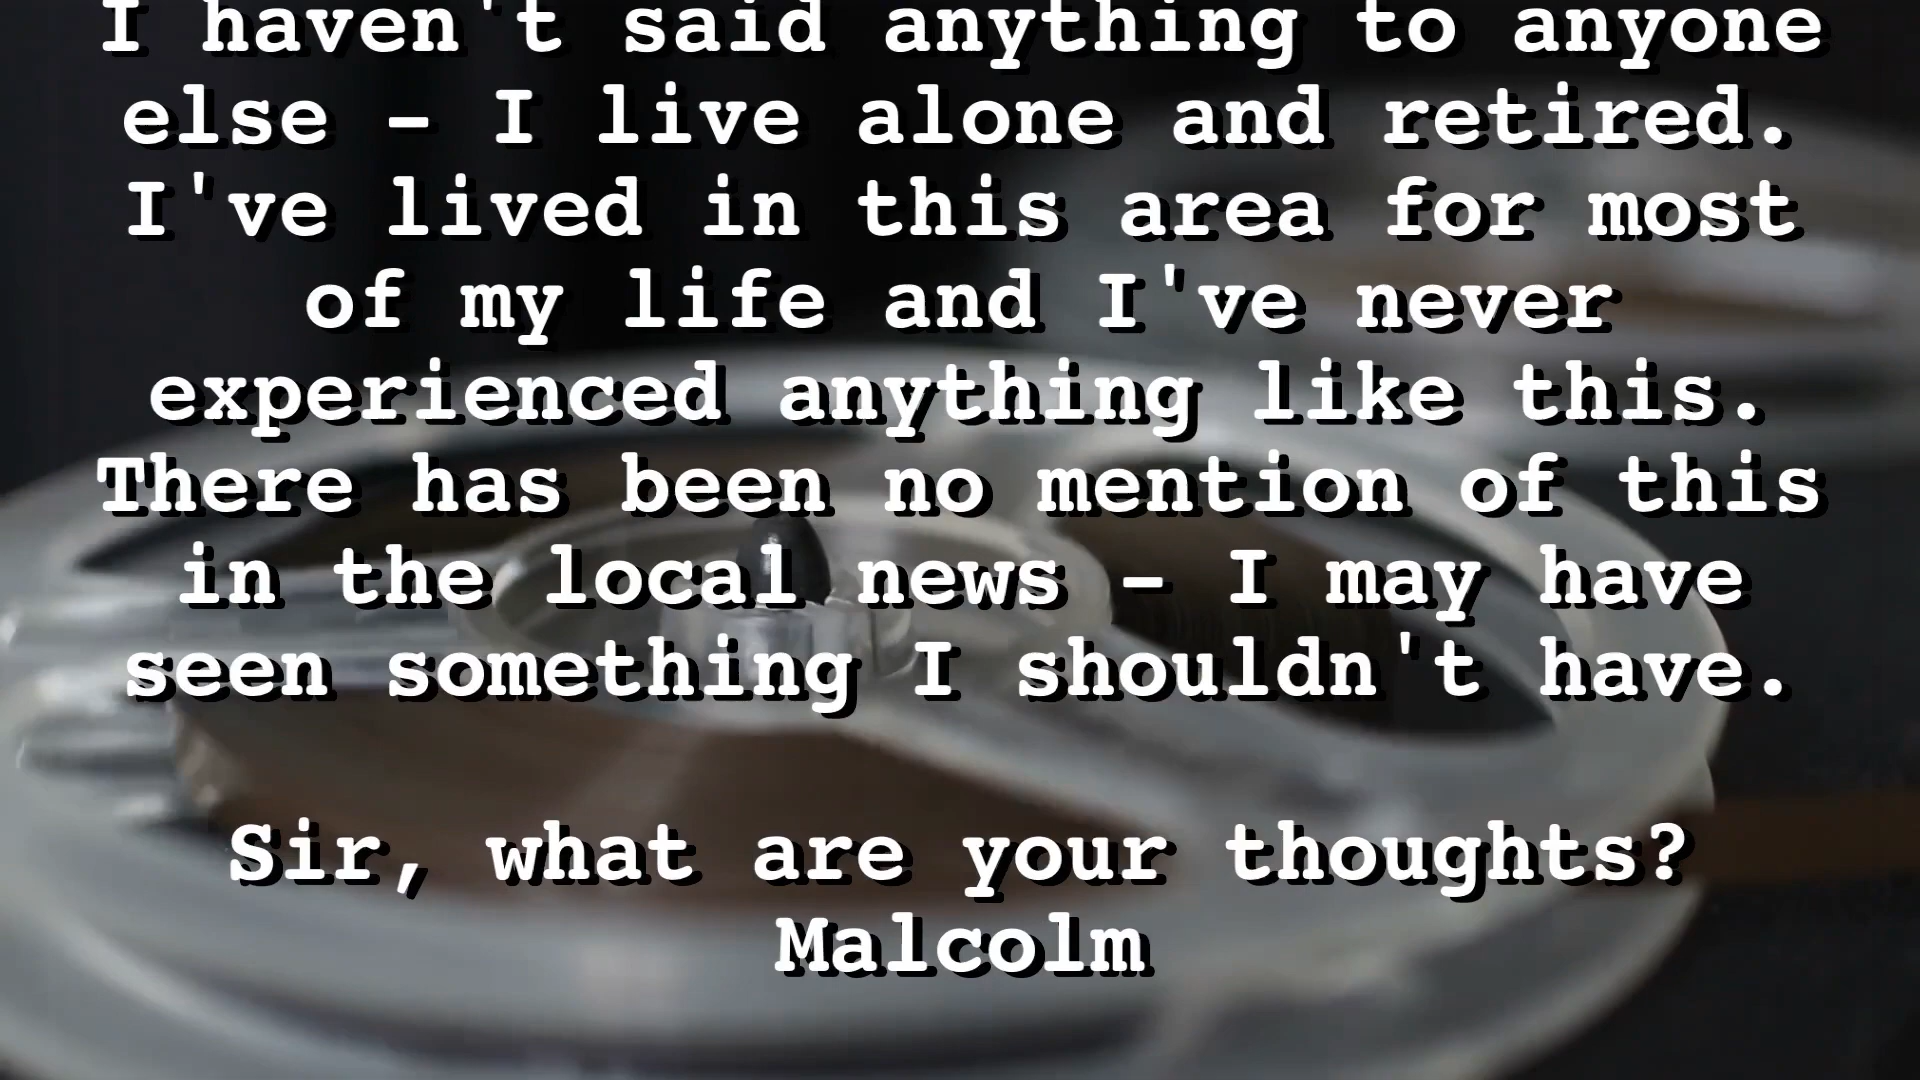 I haven't said anything to anyone
else - I live alone and retired.
I've lived in this area for most
of my life and I've never
experienced anything like this.
There has been no mention of this
in the local news - I may have
seen something I shouldn't have.
Sir, what are your thoughts?
Malcolm